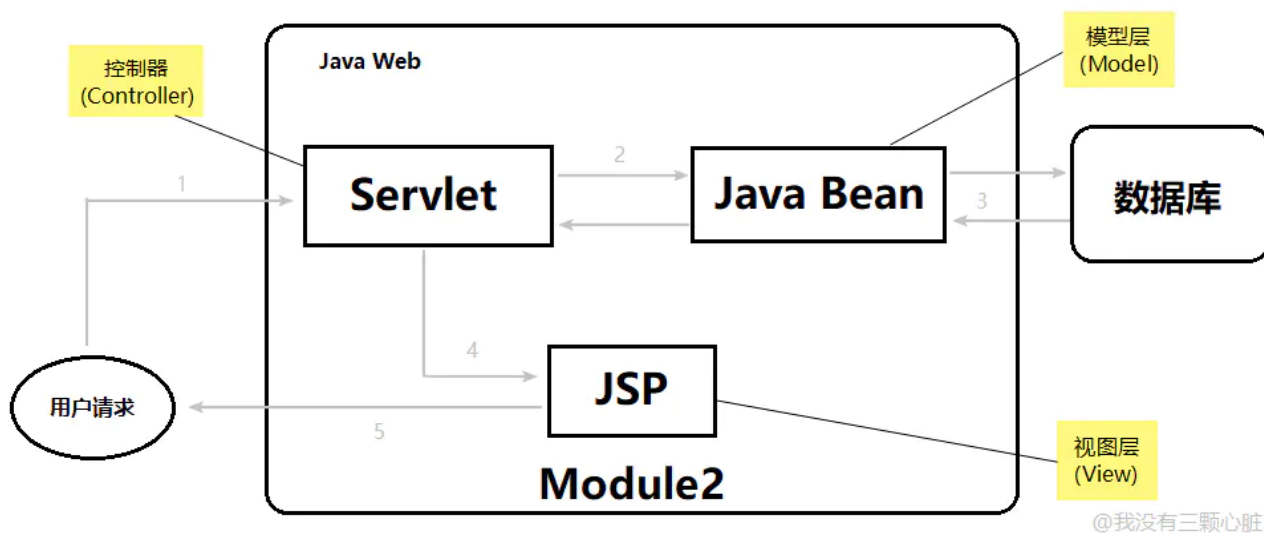 Java Web
控制器
(Controller)
模型层
(Model)
1
Servlet
2
Java Bean
3
数据库
4
JSP
用户请求
5
视图层
(View)
Module2
@我没有三颗心脏